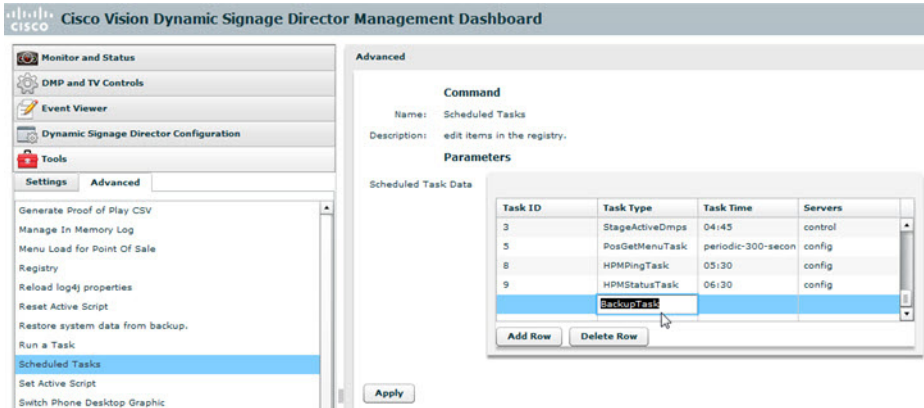 CISCO Cisco Vision Dynamic Signage Director Management Dashboard
Monitor and Status
DMP and TV Controls
Event Viewer
Dynamic Signage Director Configuration
Tools
Settings Advanced
Generate Proof of Play CSV
Manage In Memory Log
Menu Load for Point Of Sale
Registry
Reload log4j properties
Reset Active Script
Restore system data from backup.
Run a Task
Scheduled Tasks
Set Active Script
Switch Phone Desktop Graphic
Advanced
Command
Name: Scheduled Tasks
Description: edit items in the registry.
Parameters
Scheduled Task Data
Task ID Task Type Task Time Servers
3 StageActiveDmps 04:45 control
5 PosGetMenuTask periodic-300-secon config
8 HPMPingTask 05:30 config
9 HPMStatusTask 06:30 config
BackupTask
Add Row Delete Row
Apply